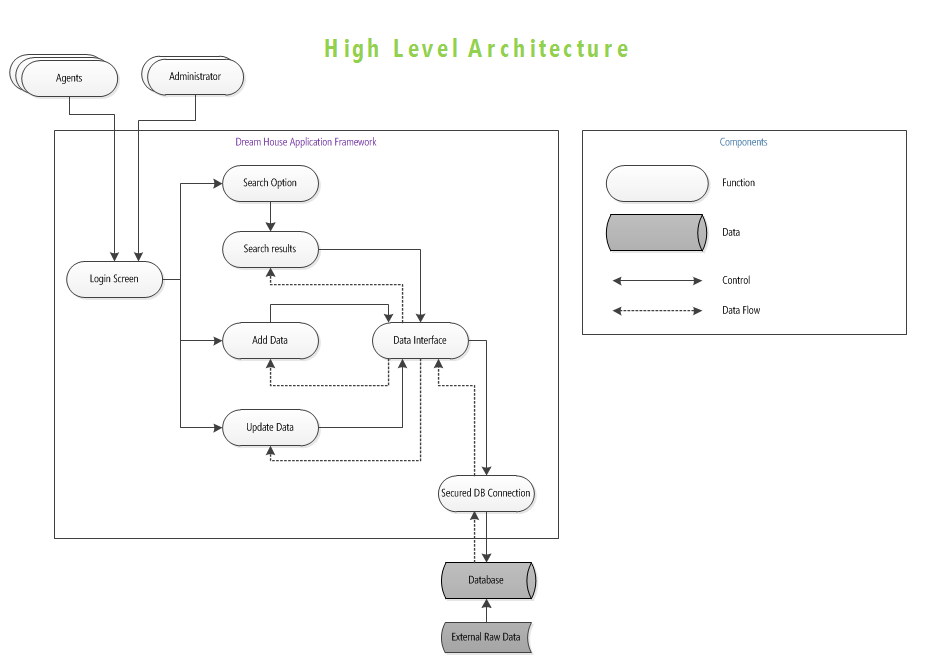 High Level Architecture
Agents
Administrator
Dream House Application Framework
Components
Search Option
Function
Search results
Data
Login Screen
Control
Data Flow
Add Data
Data Interface
Update Data
Secured DB Connection
Database
External Raw Data